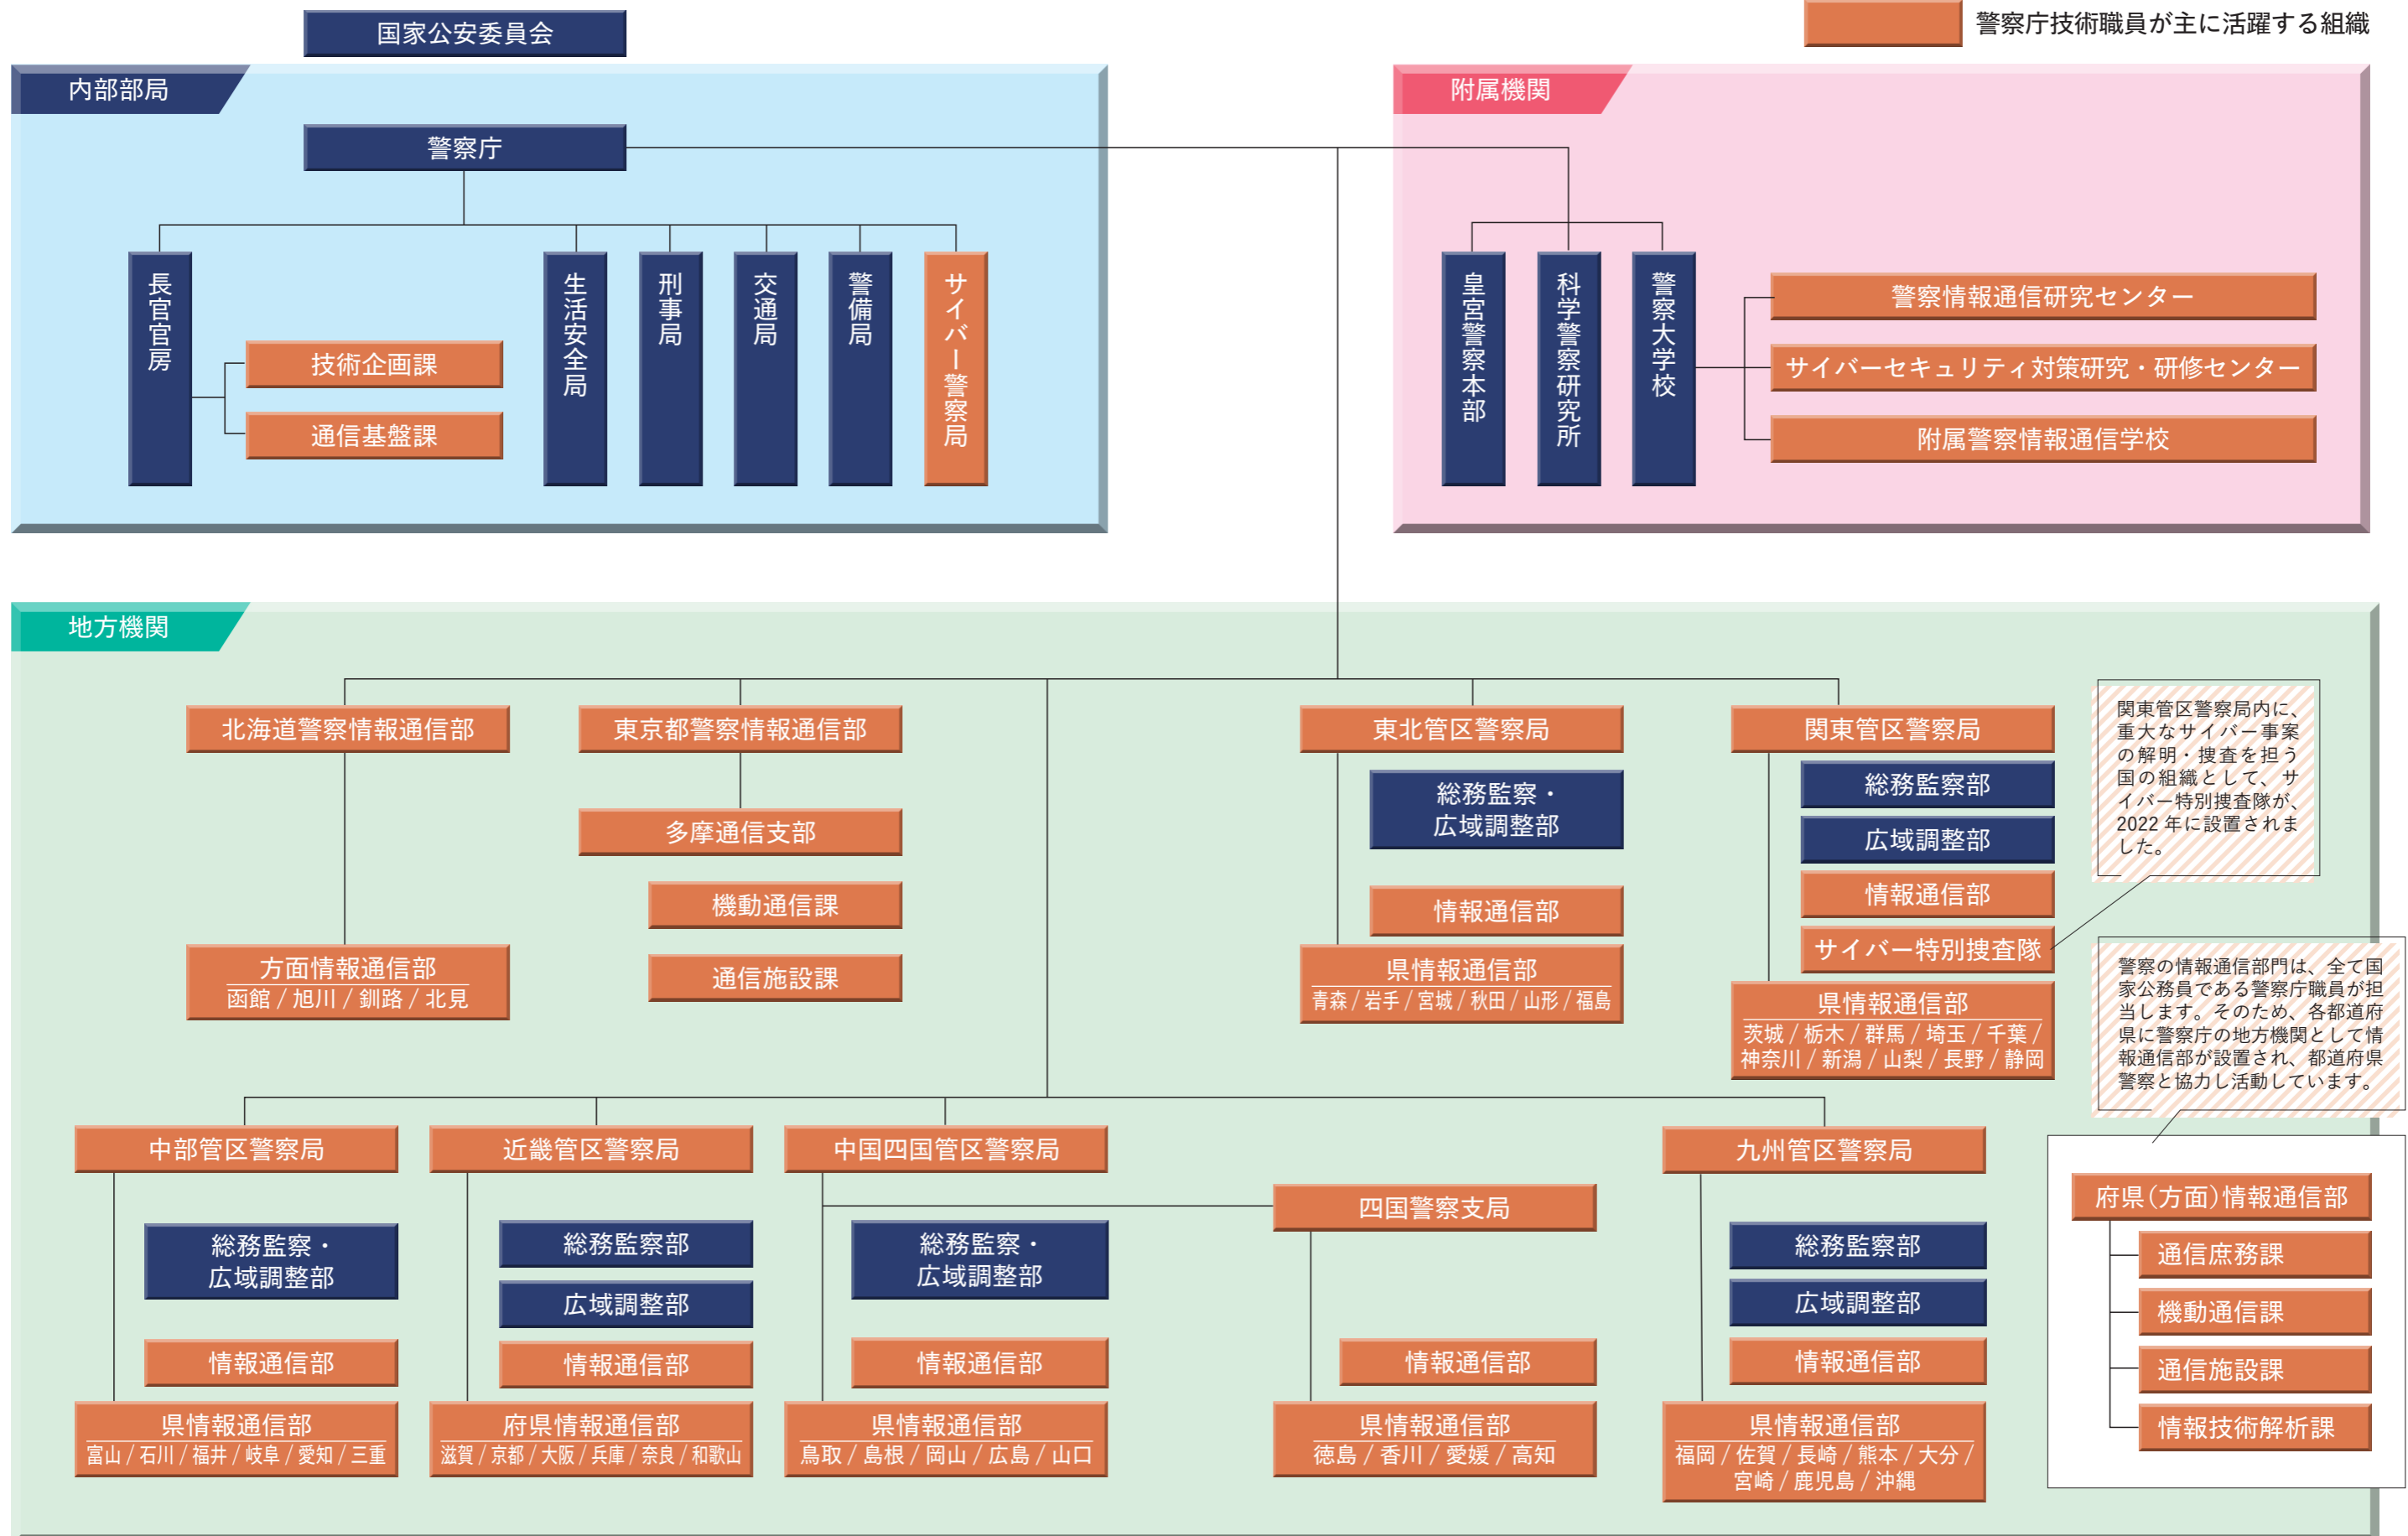 国家公安委員会
警察庁技術職員が主に活躍する組織
内部部局
警察庁
長官官房
技術企画課
通信基盤課
生活安全局
刑事局
交通局
警備局
サイバー警察局
附属機関
皇宮警察本部
科学警察研究所
警察大学校
警察情報通信研究センター
サイバーセキュリティ対策研究・研修センター
附属警察情報通信学校
地方機関
北海道警察情報通信部
方面情報通信部
函館 / 旭川 / 釧路 / 北見
東京都警察情報通信部
多摩通信支部
機動通信課
通信施設課
東北管区警察局
総務監察・
広域調整部
情報通信部
県情報通信部
青森 / 岩手 / 宮城 / 秋田 / 山形 / 福島
関東管区警察局
総務監察部
広域調整部
情報通信部
サイバー特別捜査隊
県情報通信部
茨城 / 栃木 / 群馬 / 埼玉 / 千葉 /
神奈川 / 新潟 / 山梨 / 長野 / 静岡
関東管区警察局内に、
重大なサイバー事案
の解明・捜査を担う
国の組織として、サ
イバー特別捜査隊が、
2022 年に設置されま
した。
警察の情報通信部門は、全て国
家公務員である警察庁職員が担
当します。そのため、各都道府
県に警察庁の地方機関として情
報通信部が設置され、都道府県
警察と協力し活動しています。
中部管区警察局
総務監察・
広域調整部
情報通信部
県情報通信部
富山 / 石川 / 福井 / 岐阜 / 愛知 / 三重
近畿管区警察局
総務監察部
広域調整部
情報通信部
府県情報通信部
滋賀 / 京都 / 大阪 / 兵庫 / 奈良 / 和歌山
中国四国管区警察局
総務監察・
広域調整部
情報通信部
県情報通信部
鳥取 / 島根 / 岡山 / 広島 / 山口
四国警察支局
情報通信部
県情報通信部
徳島 / 香川 / 愛媛 / 高知
九州管区警察局
総務監察部
広域調整部
情報通信部
県情報通信部
福岡 / 佐賀 / 長崎 / 熊本 / 大分 /
宮崎 / 鹿児島 / 沖縄
府県（方面）情報通信部
通信庶務課
機動通信課
通信施設課
情報技術解析課